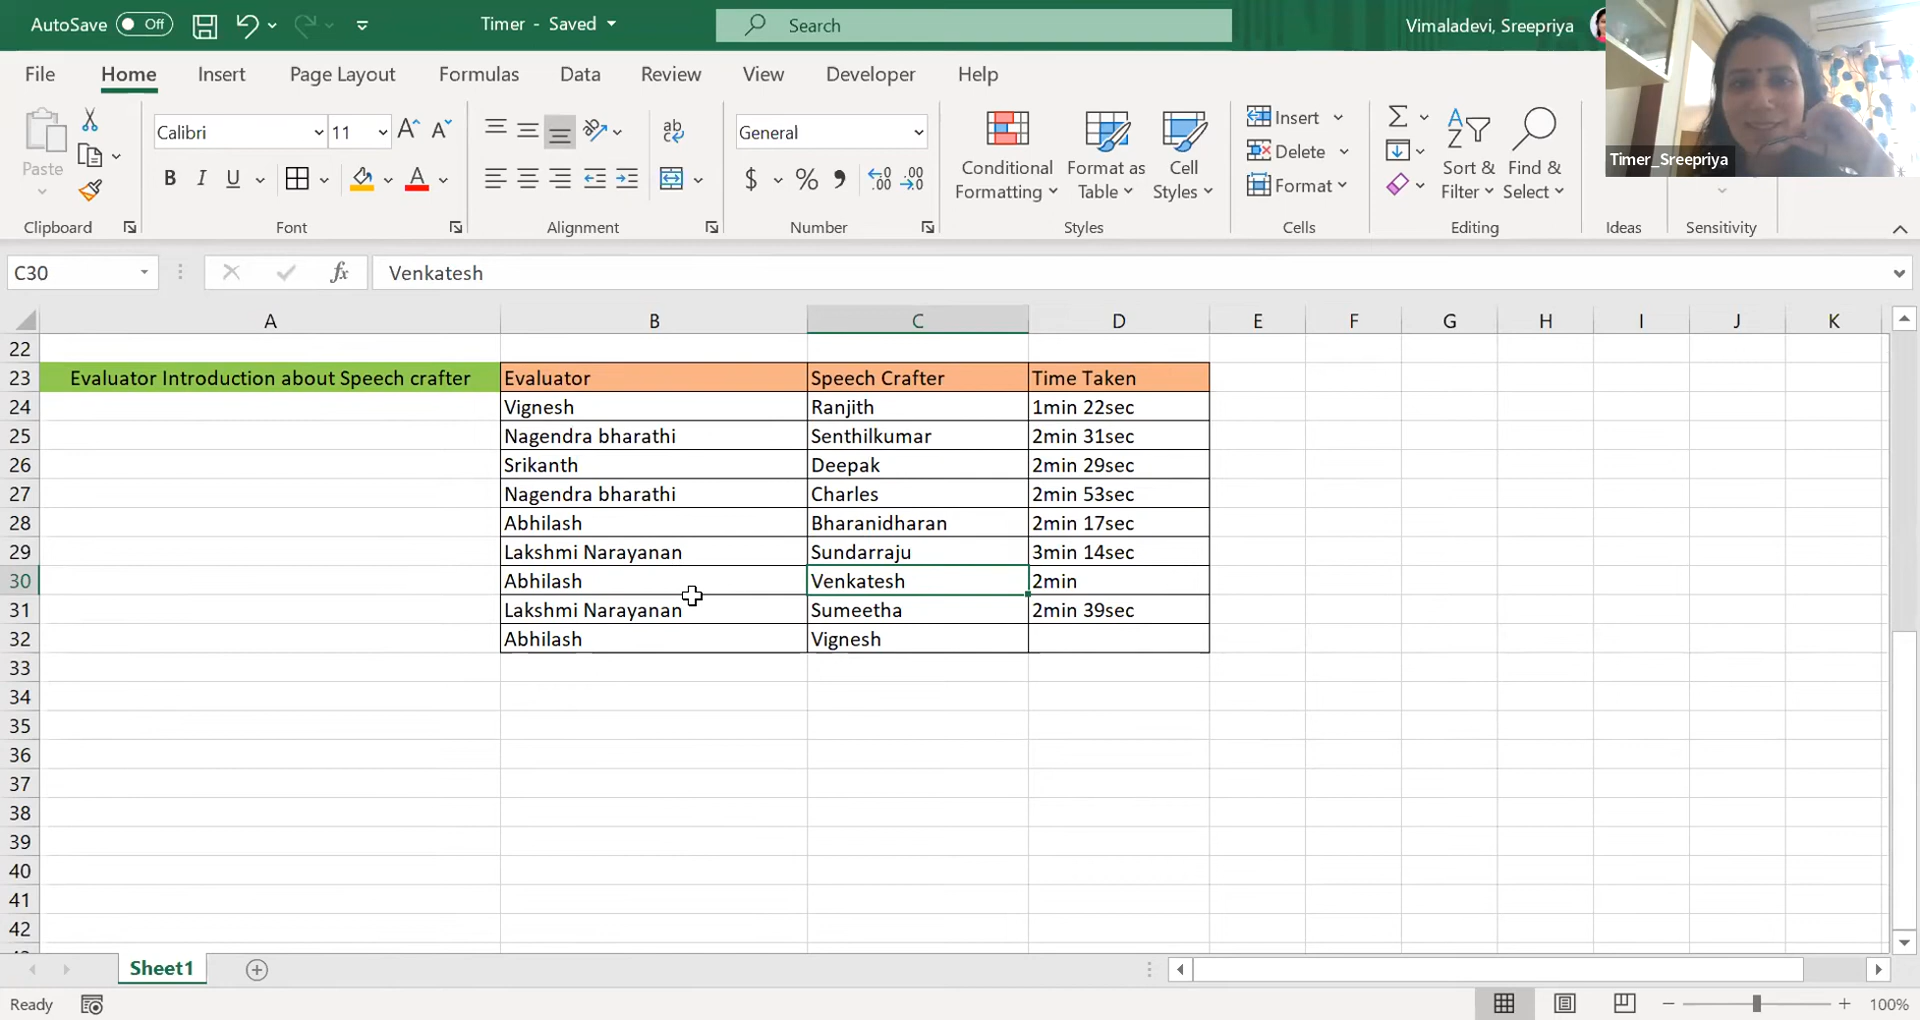 AutoSave Off Timer - Saved Search Vimaladevi, Sreepriya
File Home Insert Page Layout Formulas Data Review View Developer Help
Timer_Sreepriya
Paste Calibri 11 General Conditional Formatting Format as Table Cell Styles Insert Delete Format Sort & Filter Find & Select
B I U $ %
Clipboard Font Alignment Number Styles Cells Editing Ideas Sensitivity
C30 fx Venkatesh
A B C D E F G H I J K
22
23 Evaluator Introduction about Speech crafter Evaluator Speech Crafter Time Taken
24 Vignesh Ranjith 1min 22sec
25 Nagendra bharathi Senthilkumar 2min 31sec
26 Srikanth Deepak 2min 29sec
27 Nagendra bharathi Charles 2min 53sec
28 Abhilash Bharanidharan 2min 17sec
29 Lakshmi Narayanan Sundarraju 3min 14sec
30 Abhilash Venkatesh 2min
31 Lakshmi Narayanan Sumeetha 2min 39sec
32 Abhilash Vignesh
33
34
35
36
37
38
39
40
41
42
Sheet1
Ready 100%